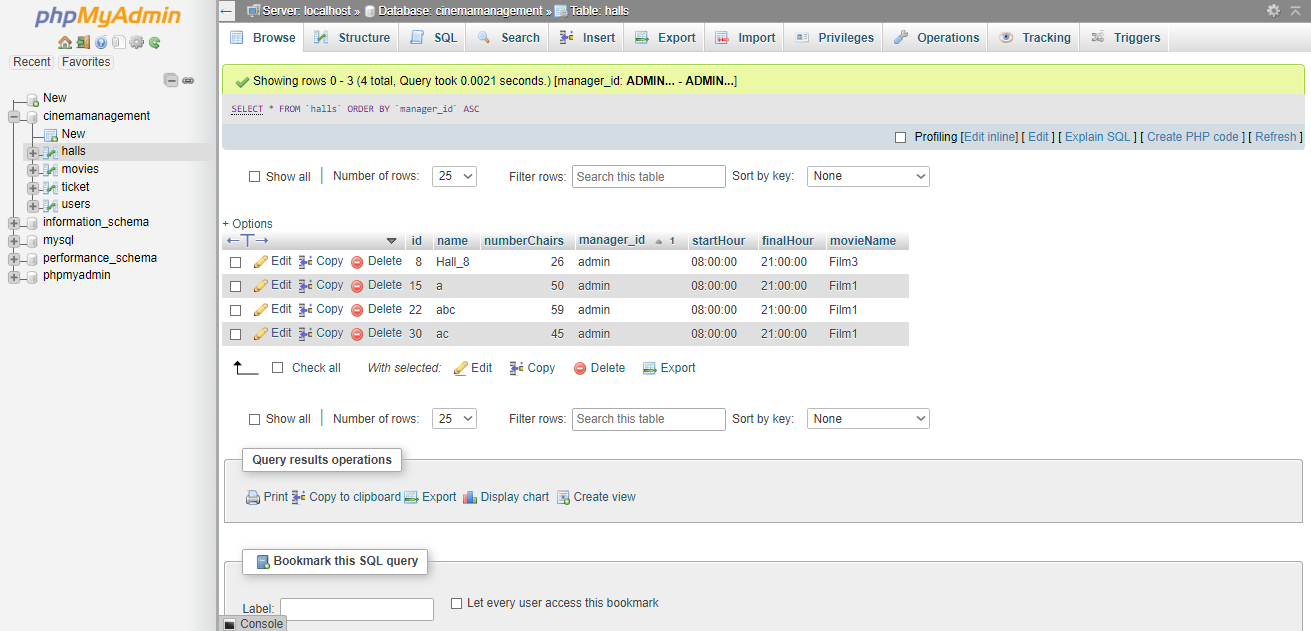 phpMyAdmin
Recent Favorites
New
cinemamanagement
New
halls
movies
ticket
users
information_schema
mysql
performance_schema
phpmyadmin
Server: localhost » Database: cinemamanagement » Table: halls
Browse Structure SQL Search Insert Export Import Privileges Operations Tracking Triggers
Showing rows 0 - 3 (4 total, Query took 0.0021 seconds.) [manager_id: ADMIN... - ADMIN...]
SELECT * FROM `halls` ORDER BY `manager_id` ASC
Profiling [Edit inline] [ Edit ] [ Explain SQL ] [ Create PHP code ] [ Refresh ]
Show all Number of rows: 25 Filter rows: Search this table Sort by key: None
+ Options
←T→ id name numberChairs manager_id 1 startHour finalHour movieName
Edit Copy Delete 8 Hall_8 26 admin 08:00:00 21:00:00 Film3
Edit Copy Delete 15 a 50 admin 08:00:00 21:00:00 Film1
Edit Copy Delete 22 abc 59 admin 08:00:00 21:00:00 Film1
Edit Copy Delete 30 ac 45 admin 08:00:00 21:00:00 Film1
Check all With selected: Edit Copy Delete Export
Show all Number of rows: 25 Filter rows: Search this table Sort by key: None
Query results operations
Print Copy to clipboard Export Display chart Create view
Bookmark this SQL query
Label: Let every user access this bookmark
Console